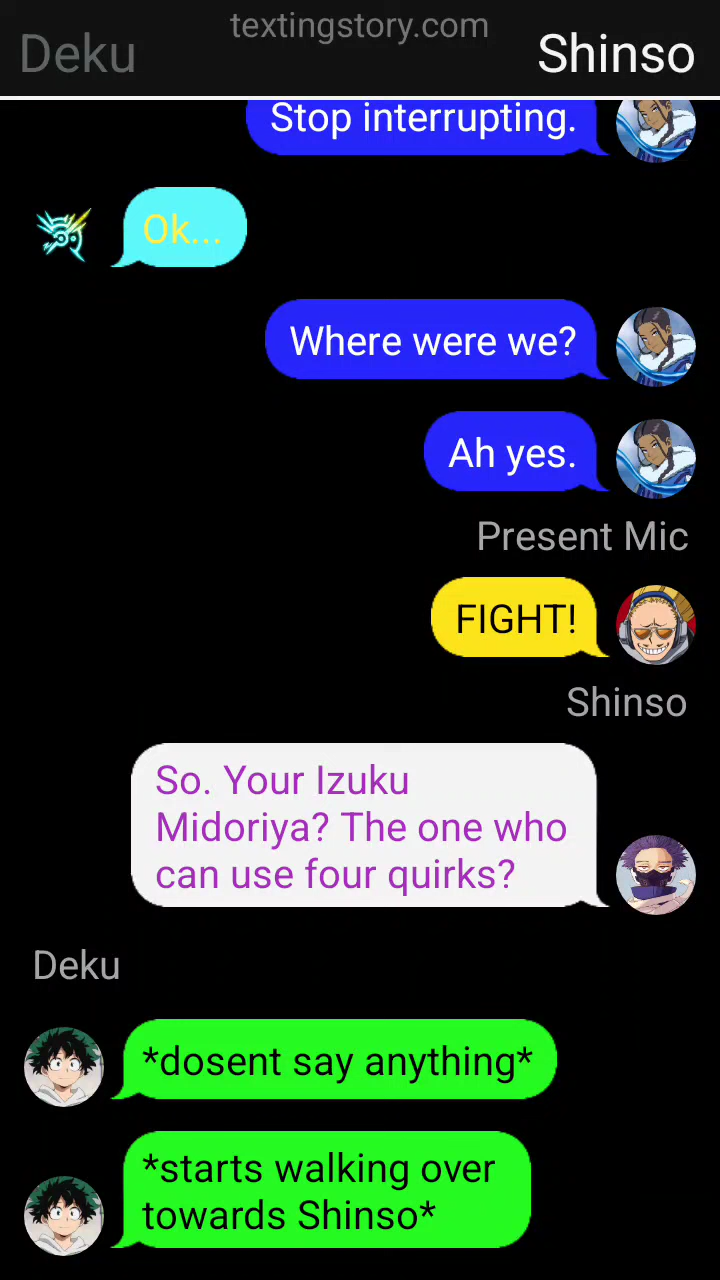 textingstory.com
Deku
Shinso
Stop interrupting.
Ok...
Where were we?
Ah yes.
Present Mic
FIGHT!
Shinso
So. Your Izuku
Midoriya? The one who
can use four quirks?
Deku
*dosent say anything*
*starts walking over
towards Shinso*